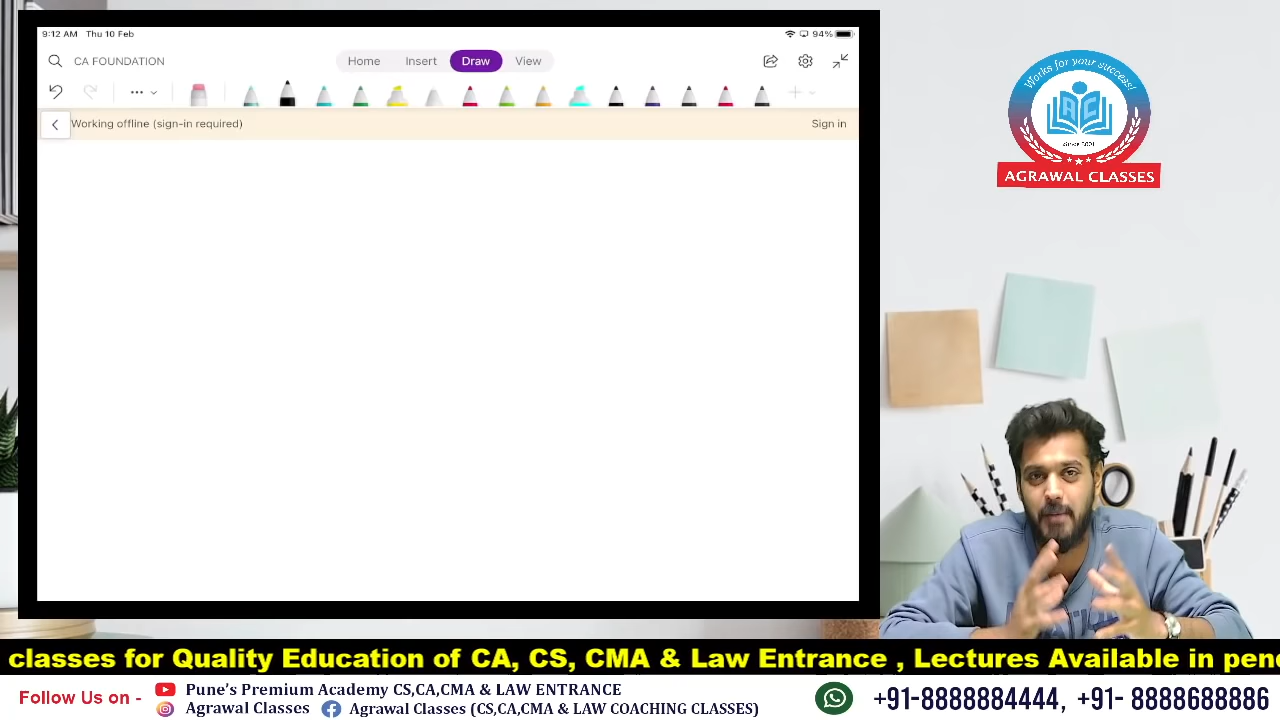 9:12 AM Thu 10 Feb
94%
CA FOUNDATION
Home Insert Draw View
Working offline (sign-in required)
Sign in
Works for your success!
AC
Since 2001
AGRAWAL CLASSES
classes for Quality Education of CA, CS, CMA & Law Entrance , Lectures Available in pen
Follow Us on -
Pune's Premium Academy CS,CA,CMA & LAW ENTRANCE
Agrawal Classes
Agrawal Classes (CS,CA,CMA & LAW COACHING CLASSES)
+91-8888884444, +91- 8888688886